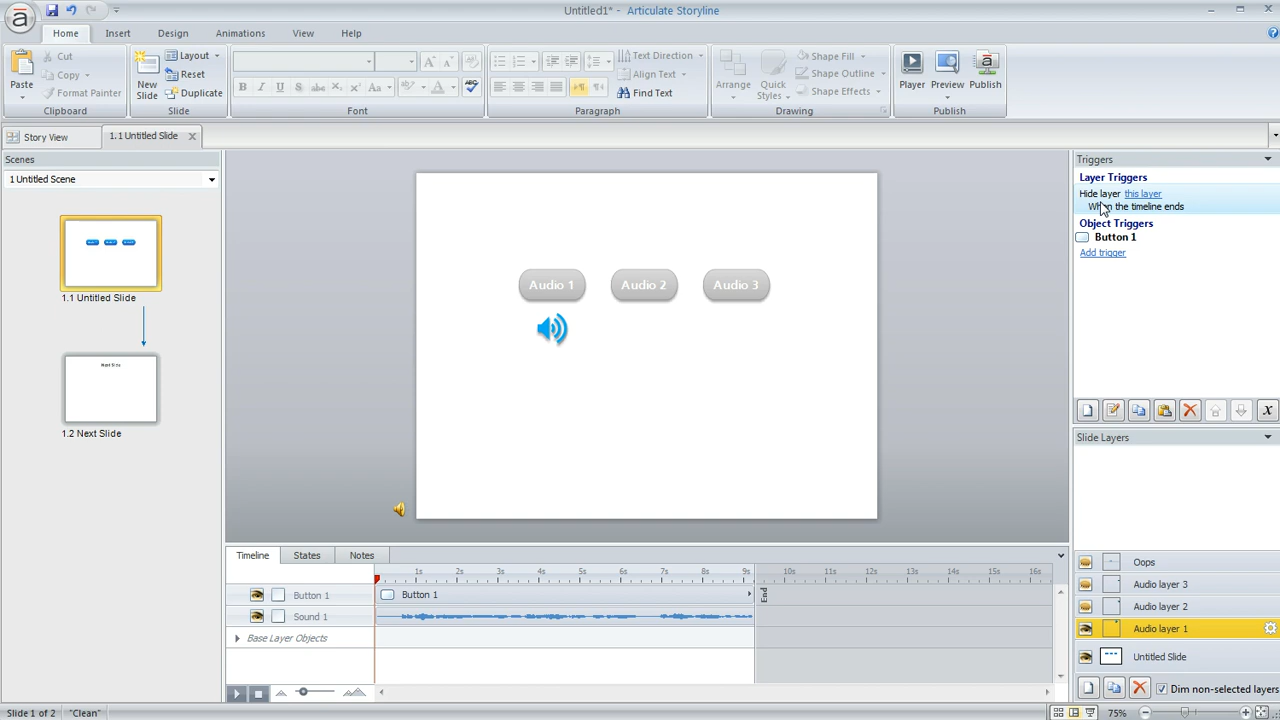 Untitled1* - Articulate Storyline
Home Insert Design Animations View Help
Paste
Cut
Copy
Format Painter
Clipboard
New Slide
Layout
Reset
Duplicate
Slide
B I U S abc Aa A
Font
Text Direction
Align Text
Find Text
Paragraph
Arrange
Quick Styles
Shape Fill
Shape Outline
Shape Effects
Drawing
Player
Preview
Publish
Publish
Story View
1.1 Untitled Slide
Scenes
1 Untitled Scene
1.1 Untitled Slide
Next Slide
1.2 Next Slide
Audio 1 Audio 2 Audio 3
Triggers
Layer Triggers
Hide layer this layer
When the timeline ends
Object Triggers
Button 1
Add trigger
Slide Layers
Oops
Audio layer 3
Audio layer 2
Audio layer 1
Untitled Slide
Dim non-selected layers
Timeline States Notes
1s 2s 3s 4s 5s 6s 7s 8s 9s 10s 11s 12s 13s 14s 15s 16s
Button 1 Button 1 End
Sound 1
Base Layer Objects
Slide 1 of 2 "Clean" 75%